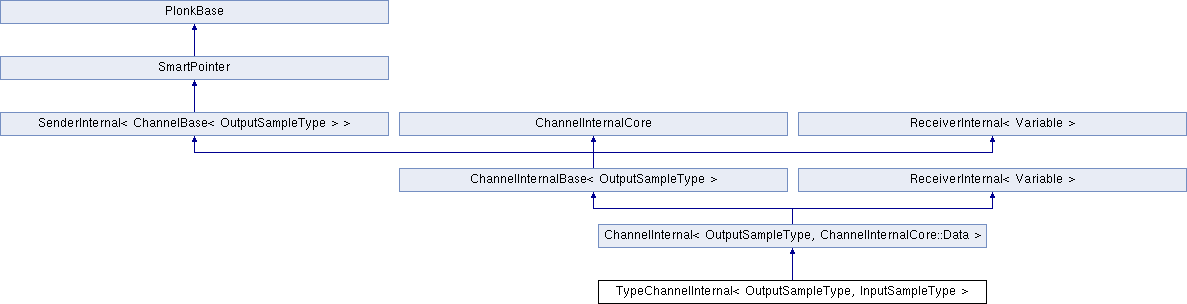 PlonkBase
SmartPointer
SenderInternal< ChannelBase< OutputSampleType > >
ChannelInternalCore
ReceiverInternal< Variable >
ChannelInternalBase< OutputSampleType >
ReceiverInternal< Variable >
ChannelInternal< OutputSampleType, ChannelInternalCore::Data >
TypeChannelInternal< OutputSampleType, InputSampleType >